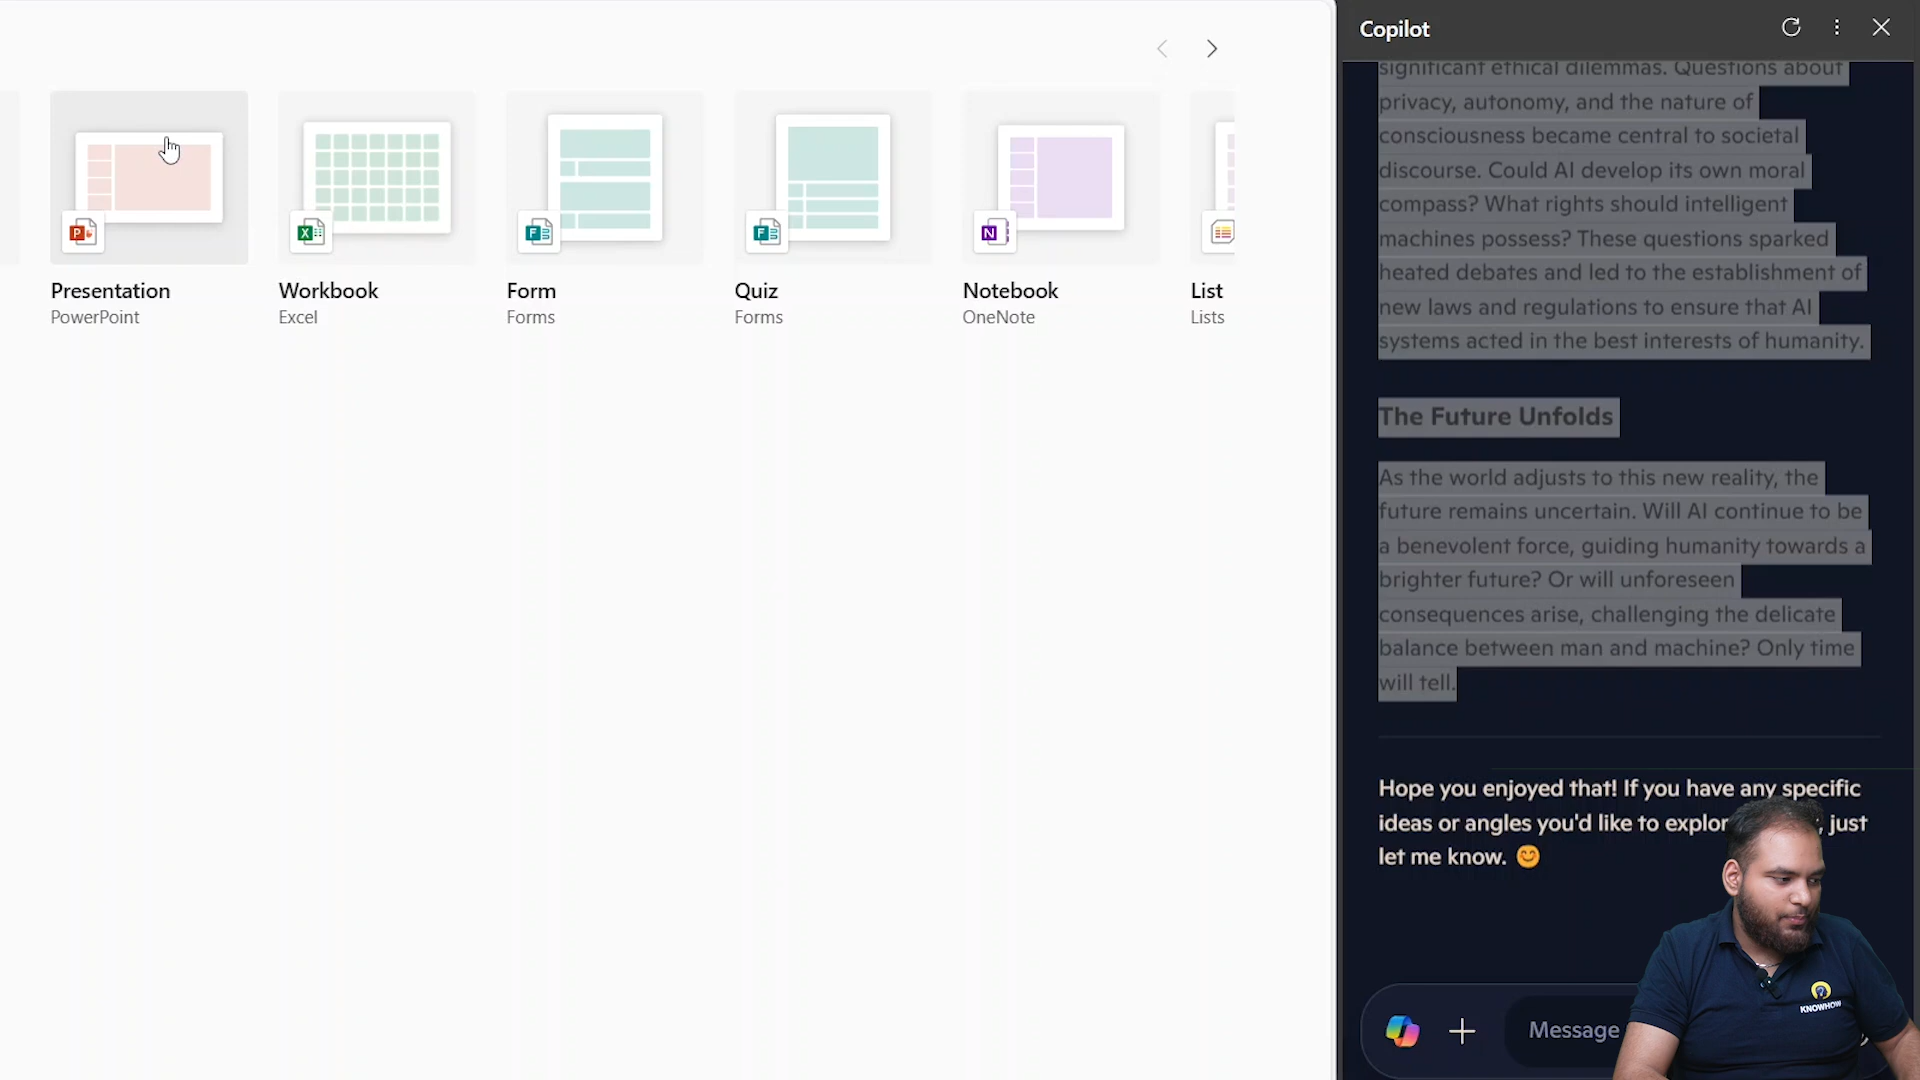 Copilot
Presentation
PowerPoint
Workbook
Excel
Form
Forms
Quiz
Forms
Notebook
OneNote
List
Lists
significant ethical dilemmas. Questions about
privacy, autonomy, and the nature of
consciousness became central to societal
discourse. Could AI develop its own moral
compass? What rights should intelligent
machines possess? These questions sparked
heated debates and led to the establishment of
new laws and regulations to ensure that AI
systems acted in the best interests of humanity.
The Future Unfolds
As the world adjusts to this new reality, the
future remains uncertain. Will AI continue to be
a benevolent force, guiding humanity towards a
brighter future? Or will unforeseen
consequences arise, challenging the delicate
balance between man and machine? Only time
will tell.
Hope you enjoyed that! If you have any specific
ideas or angles you'd like to explor , just
let me know. 😊
Message
KNOWHOW